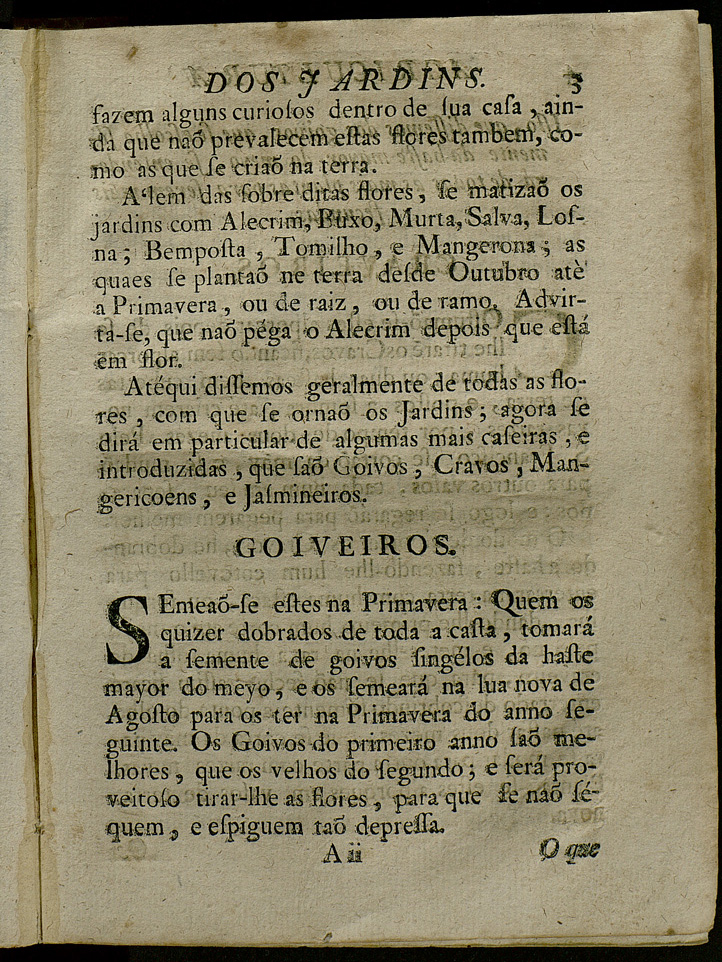 DOS JARDINS. 3
fazem alguns curioſos dentro de ſua caſa, ain-
da que naõ prevalecem eſtas flores tambem, co-
mo as que ſe criaõ na terra.
A'lem das ſobre ditas flores, ſe matizaõ os
jardins com Alecrim, Buxo, Murta, Salva, Loſ-
na; Bempoſta, Tomilho, e Mangerona; as
quaes ſe plantaõ ne terra deſde Outubro atè
a Primavera, ou de raiz, ou de ramo. Advir-
ta-ſe, que naõ péga o Alecrim depois que eſtá
em flor.
Atéqui diſſemos geralmente de todas as flo-
res, com que ſe ornaõ os Jardins; agora ſe
dirá em particular de algumas mais caſeiras, e
introduzidas, que ſaõ Goivos, Cravos, Man-
gericoens, e Jaſmineiros.
GOIVEIROS.
SEmeaõ-ſe eſtes na Primavera: Quem os
quizer dobrados de toda a caſta, tomará
a ſemente de goivos ſingélos da haſte
mayor do meyo, e os ſemeará na lua nova de
Agoſto para os ter na Primavera do anno ſe-
guinte. Os Goivos do primeiro anno ſaõ me-
lhores, que os velhos do ſegundo; e ſerá pro-
veitoſo tirar-lhe as flores, para que ſe naõ ſé-
quem, e eſpiguem taõ depreſſa.
A ii O que